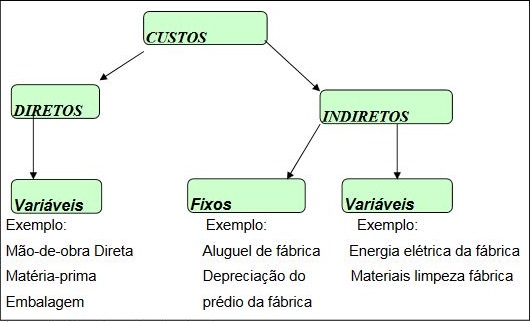 CUSTOS
DIRETOS
INDIRETOS
Variáveis
Fixos
Variáveis
Exemplo:
Mão-de-obra Direta
Matéria-prima
Embalagem
Exemplo:
Aluguel de fábrica
Depreciação do
prédio da fábrica
Exemplo:
Energia elétrica da fábrica
Materiais limpeza fábrica